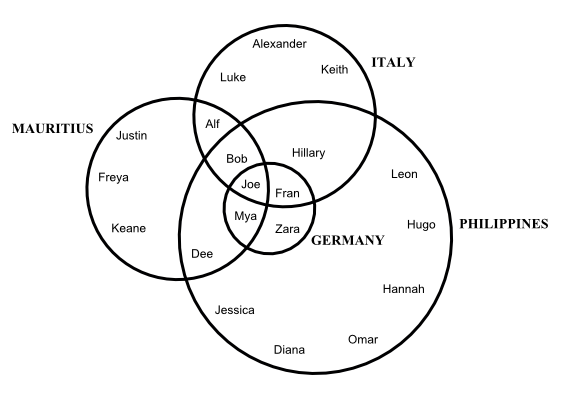 Alexander
ITALY
Keith
Luke
Alf
MAURITIUS
Justin
Bob
Hillary
Leon
Freya
Joe
Fran
Mya
Keane
Zara
Hugo
PHILIPPINES
GERMANY
Dee
Hannah
Jessica
Omar
Diana